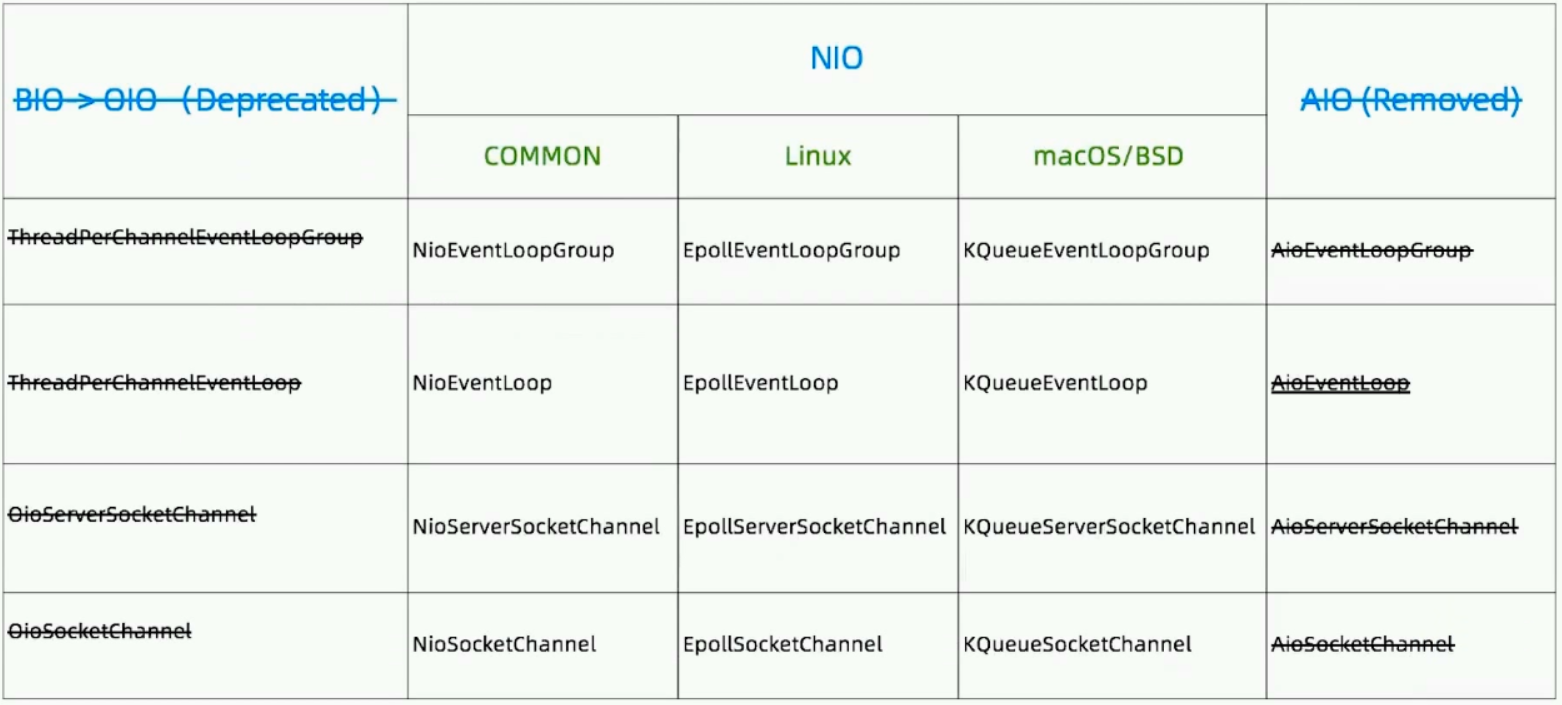 BIO -> OIO (Deprecated)
NIO
AIO (Removed)
COMMON
Linux
macOS/BSD
ThreadPerChannelEventLoopGroup
NioEventLoopGroup
EpollEventLoopGroup
KQueueEventLoopGroup
AioEventLoopGroup
ThreadPerChannelEventLoop
NioEventLoop
EpollEventLoop
KQueueEventLoop
AioEventLoop
OioServerSocketChannel
NioServerSocketChannel
EpollServerSocketChannel
KQueueServerSocketChannel
AioServerSocketChannel
OioSocketChannel
NioSocketChannel
EpollSocketChannel
KQueueSocketChannel
AioSocketChannel